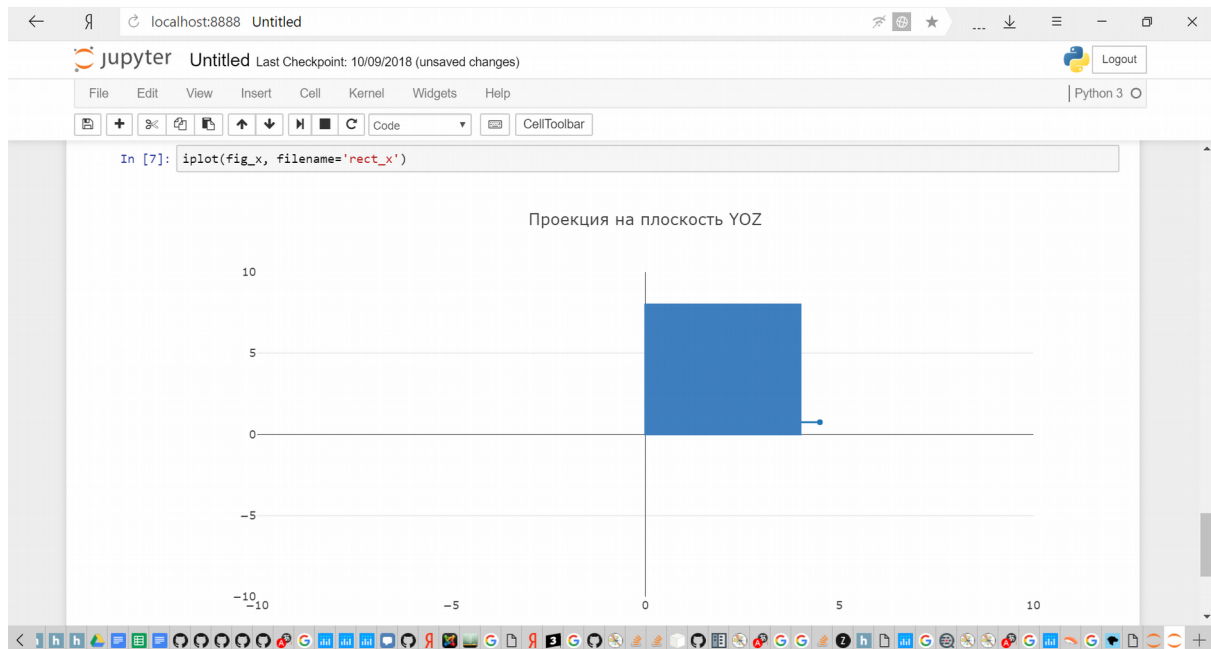 Я localhost:8888 Untitled
jupyter Untitled Last Checkpoint: 10/09/2018 (unsaved changes)
Logout
File Edit View Insert Cell Kernel Widgets Help
Python 3
Code CellToolbar
In [7]: iplot(fig_x, filename='rect_x')
Проекция на плоскость YOZ
10
5
0
−5
−10
−10 −5 0 5 10